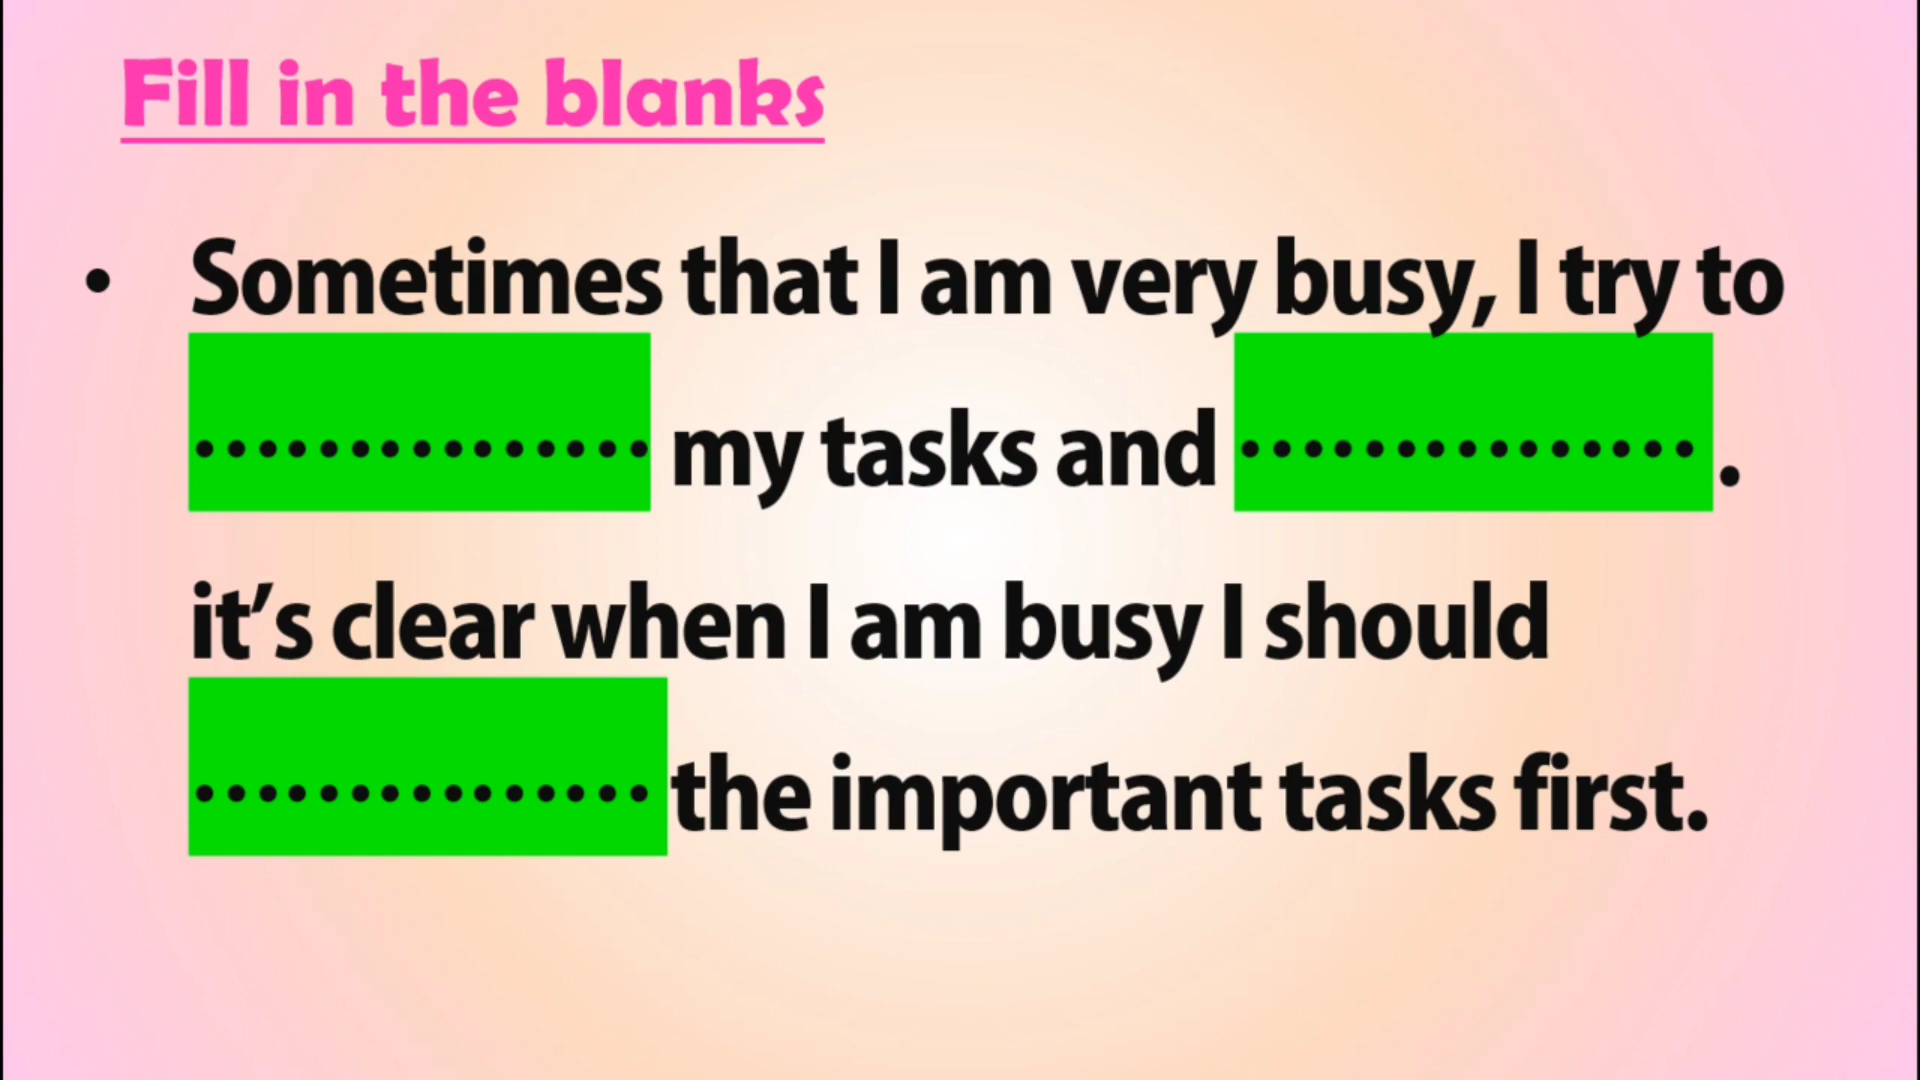 Fill in the blanks
• Sometimes that I am very busy, I try to
............... my tasks and ............... .
it's clear when I am busy I should
............... the important tasks first.